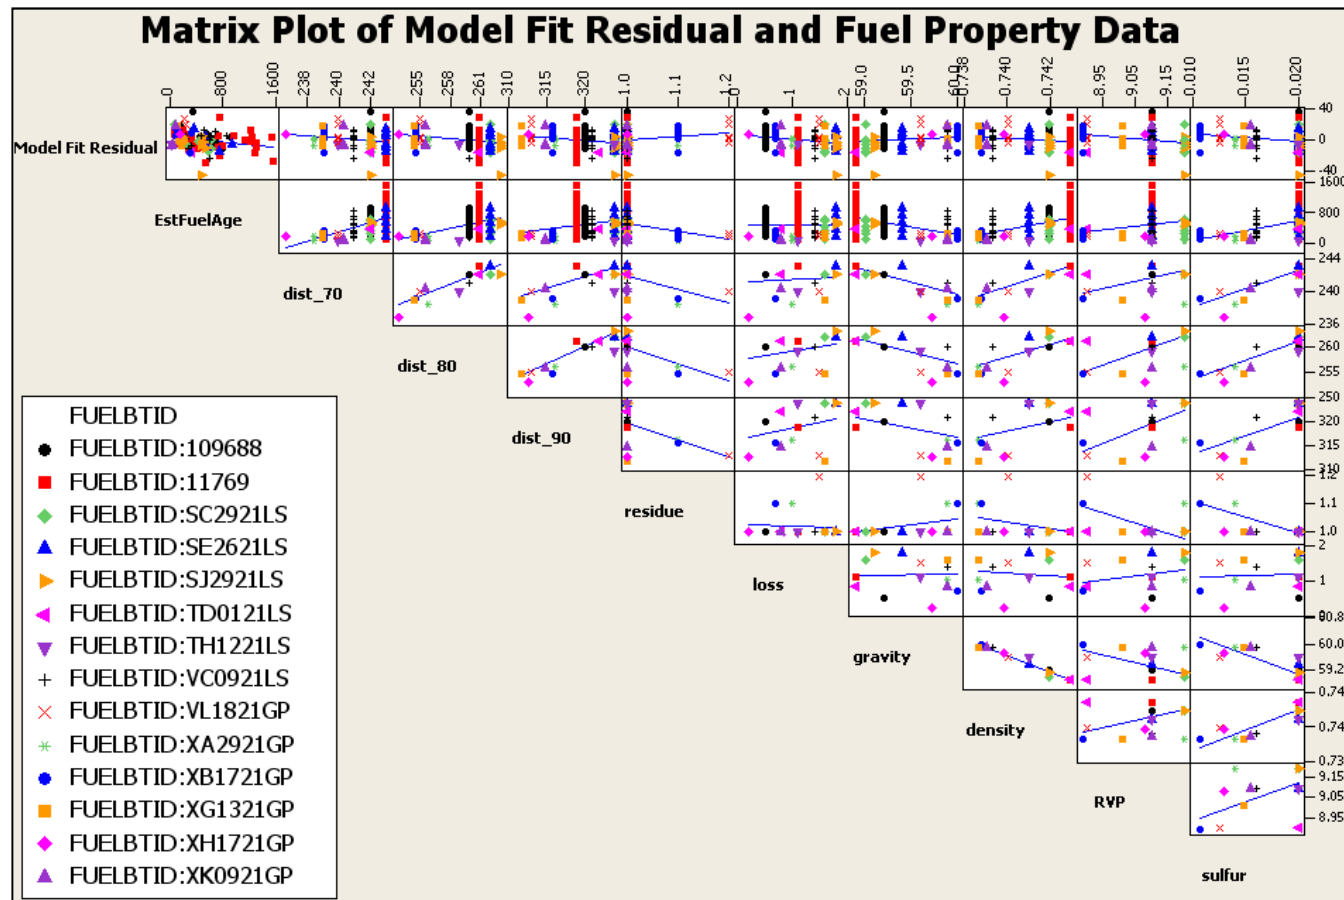 Matrix Plot of Model Fit Residual and Fuel Property Data
0 800 1600 238 240 242 255 258 261 310 315 320 1.0 1.1 1.2 0 1 2 59.0 59.5 60.0 0.738 0.740 0.742 8.95 9.05 9.15 0.010 0.015 0.020
Model Fit Residual
40
0
-40
EstFuelAge
1600
800
0
dist_70
244
240
236
dist_80
260
255
250
dist_90
320
315
310
residue
1.2
1.1
1.0
loss
2
1
0
gravity
60.8
60.0
59.2
density
0.74
0.74
0.73
RVP
9.15
9.05
8.95
sulfur
FUELBTID
FUELBTID:109688
FUELBTID:11769
FUELBTID:SC2921LS
FUELBTID:SE2621LS
FUELBTID:SJ2921LS
FUELBTID:TD0121LS
FUELBTID:TH1221LS
FUELBTID:VC0921LS
FUELBTID:VL1821GP
FUELBTID:XA2921GP
FUELBTID:XB1721GP
FUELBTID:XG1321GP
FUELBTID:XH1721GP
FUELBTID:XK0921GP